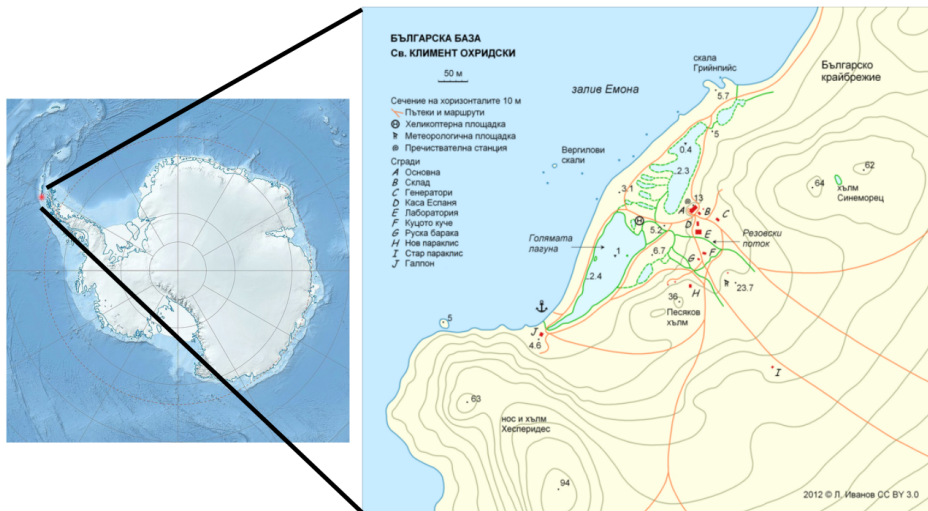 БЪЛГАРСКА БАЗА
Св. КЛИМЕНТ ОХРИДСКИ
50 м
Сечение на хоризонталите 10 м
Пътеки и маршрути
H Хеликоптерна площадка
Метеорологична площадка
Пречиствателна станция
Сгради
A Основна
B Склад
C Генератори
D Каса Еспаня
E Лаборатория
F Куцото куче
G Руска барака
H Нов параклис
I Стар параклис
J Галпон
залив Емона
скала
Грийнпийс
Българско
крайбрежие
5.7
5
0.4
2.3
Вергилови
скали
3.1
62
64
хълм
Синеморец
13
A
B
C
D
E
H
5.2
Голямата
лагуна
1
2.4
6.7
Резовски
поток
F
G
H
23.7
36
Песяков
хълм
5
J
4.6
I
63
нос и хълм
Хесперидес
94
2012 © Л. Иванов CC BY 3.0